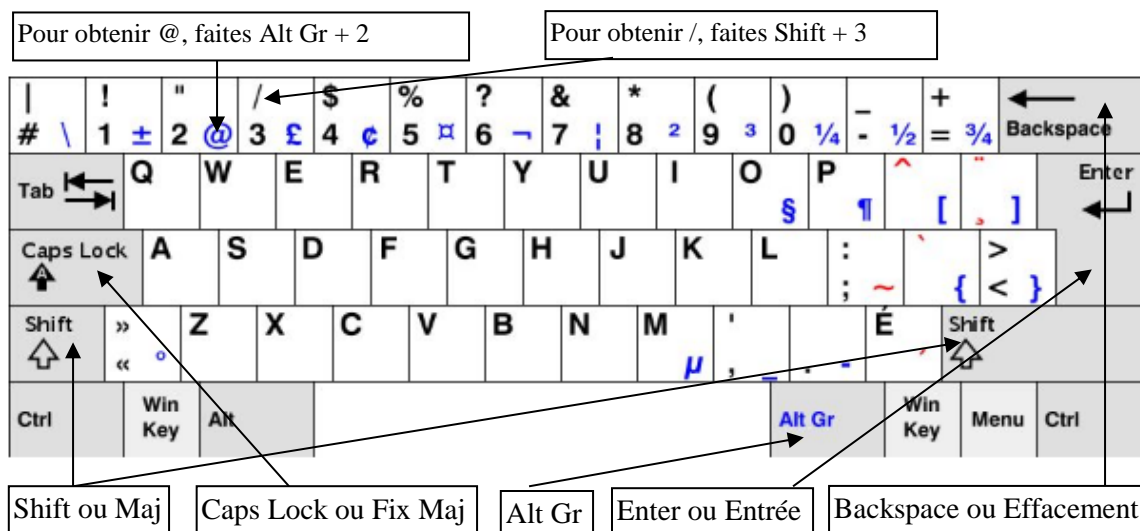 Pour obtenir @, faites Alt Gr + 2
Pour obtenir /, faites Shift + 3
| ! " / $ % ? & * ( ) _ +
# \ 1 ± 2 @ 3 £ 4 ¢ 5 ¤ 6 ¬ 7 ¦ 8 ² 9 ³ 0 ¼ - ½ = ¾ Backspace
Tab Q W E R T Y U I O § P ¶ ^ [ ¨ ¸ ] Enter
Caps Lock A S D F G H J K L : ; ~ ` { > < }
Shift » « ° Z X C V B N M µ ' , _ . - É ´ Shift
Ctrl Win Key Alt Alt Gr Win Key Menu Ctrl
Shift ou Maj
Caps Lock ou Fix Maj
Alt Gr
Enter ou Entrée
Backspace ou Effacement